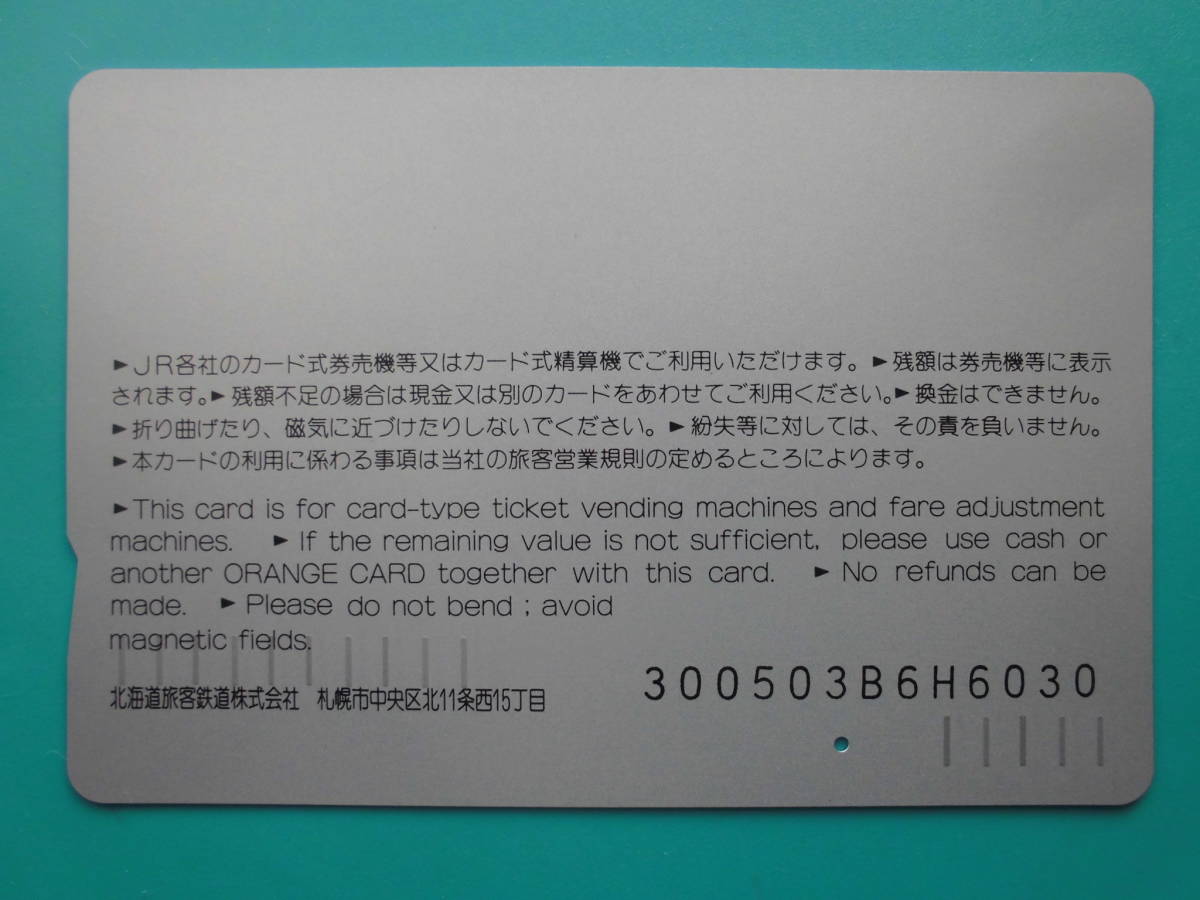 ►JR各社のカード式券売機等又はカード式精算機でご利用いただけます。►残額は券売機等に表示
されます。►残額不足の場合は現金又は別のカードをあわせてご利用ください。►換金はできません。
►折り曲げたり、磁気に近づけたりしないでください。►紛失等に対しては、その責を負いません。
►本カードの利用に係わる事項は当社の旅客営業規則の定めるところによります。
►This card is for card-type ticket vending machines and fare adjustment
machines. ►If the remaining value is not sufficient, please use cash or
another ORANGE CARD together with this card. ►No refunds can be
made. ►Please do not bend ; avoid
magnetic fields.
北海道旅客鉄道株式会社 札幌市中央区北11条西15丁目
300503B6H6030